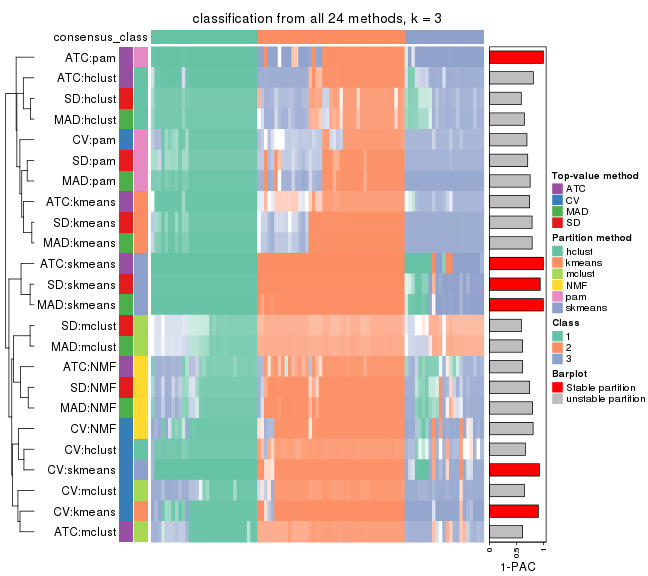 classification from all 24 methods, k = 3
consensus_class
ATC:pam
ATC:hclust
SD:hclust
MAD:hclust
CV:pam
SD:pam
MAD:pam
ATC:kmeans
SD:kmeans
MAD:kmeans
ATC:skmeans
SD:skmeans
MAD:skmeans
SD:mclust
MAD:mclust
ATC:NMF
SD:NMF
MAD:NMF
CV:NMF
CV:hclust
CV:skmeans
CV:mclust
CV:kmeans
ATC:mclust
0
0.5
1
1-PAC
Top-value method
ATC
CV
MAD
SD
Partition method
hclust
kmeans
mclust
NMF
pam
skmeans
Class
1
2
3
Barplot
Stable partition
unstable partition